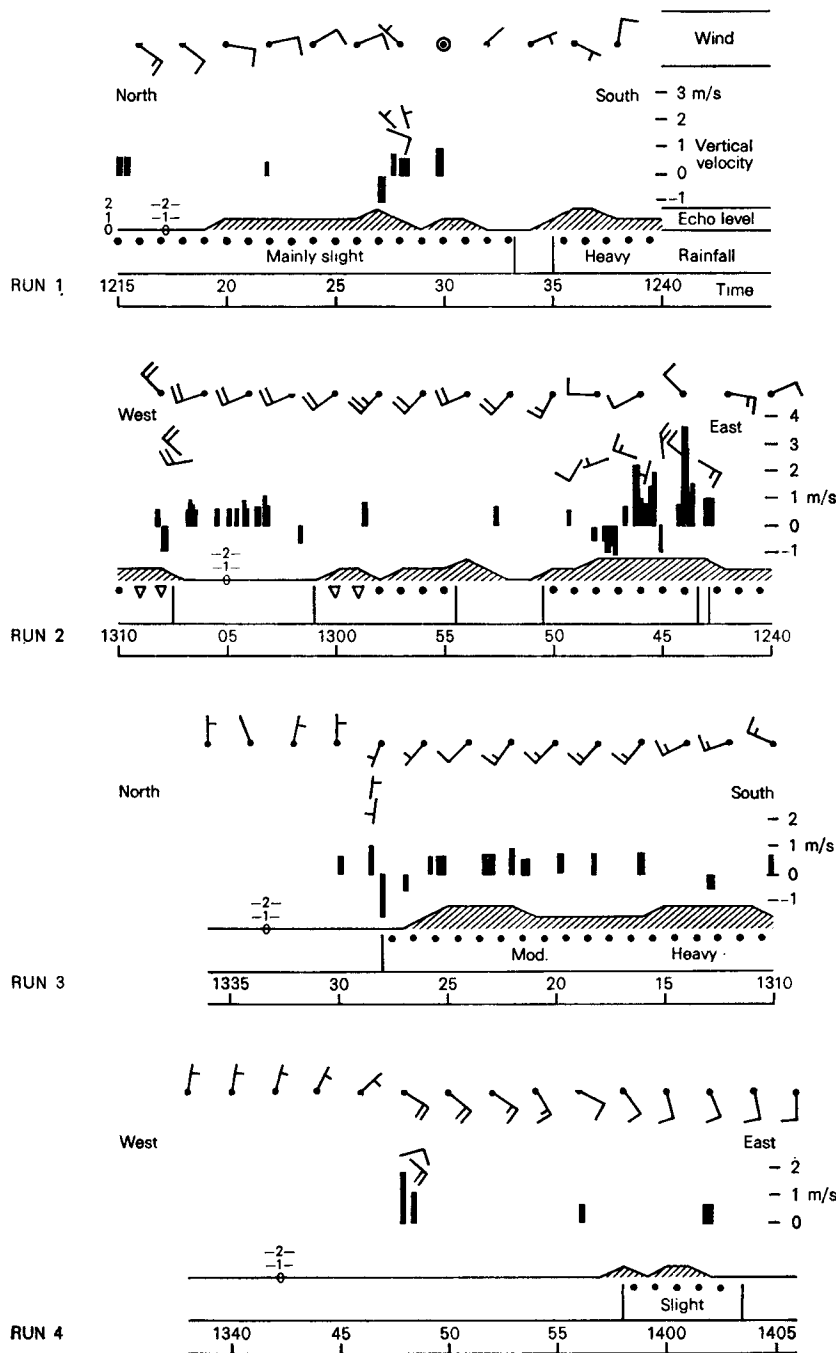 Wind
North South
3 m/s
2
1 Vertical
0 velocity
-1
2 -2-
1 -1-
0 0
Echo level
Mainly slight Heavy Rainfall
RUN 1
1215 20 25 30 35 1240 Time
West East
4
3
2
1 m/s
0
-1
-2-
-1-
0
RUN 2
1310 05 1300 55 50 45 1240
North South
2
1 m/s
0
-1
-2-
-1-
0
Mod. Heavy
RUN 3
1335 30 25 20 15 1310
West East
2
1 m/s
0
-2-
-1-
0
Slight
RUN 4
1340 45 50 55 1400 1405